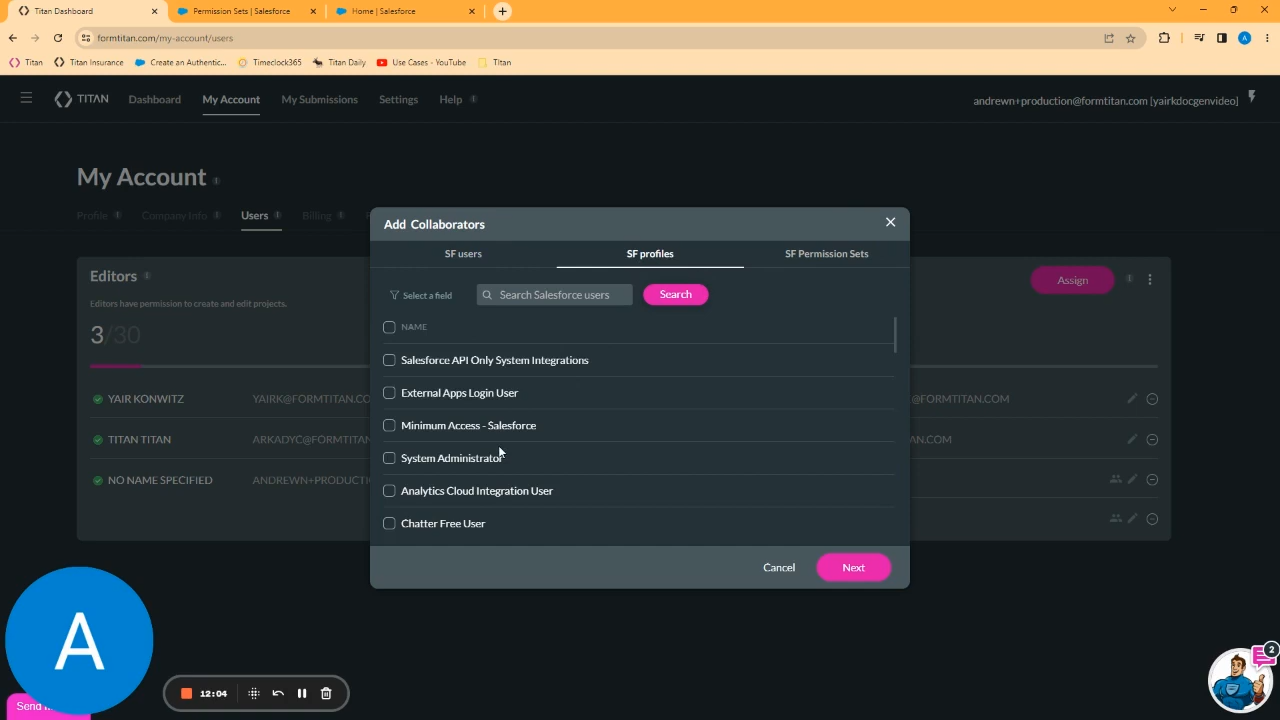 Titan Dashboard
Permission Sets | Salesforce
Home | Salesforce
formtitan.com/my-account/users
A
Titan
Titan Insurance
Create an Authentic...
Timeclock365
Titan Daily
Use Cases - YouTube
Titan
TITAN
Dashboard
My Account
My Submissions
Settings
Help
andrewn+production@formtitan.com [yairkdocgenvideo]
My Account
Profile
Company Info
Users
Billing
Add Collaborators
SF users
SF profiles
SF Permission Sets
Editors
Editors have permission to create and edit projects.
3/30
Assign
Select a field
Search Salesforce users
Search
NAME
Salesforce API Only System Integrations
External Apps Login User
Minimum Access - Salesforce
System Administrator
Analytics Cloud Integration User
Chatter Free User
YAIR KONWITZ
YAIRK@FORMTITAN.CO
@FORMTITAN.COM
TITAN TITAN
ARKADYC@FORMTITAN
AN.COM
NO NAME SPECIFIED
ANDREWN+PRODUCTI
Cancel
Next
A
12:04
Send
2